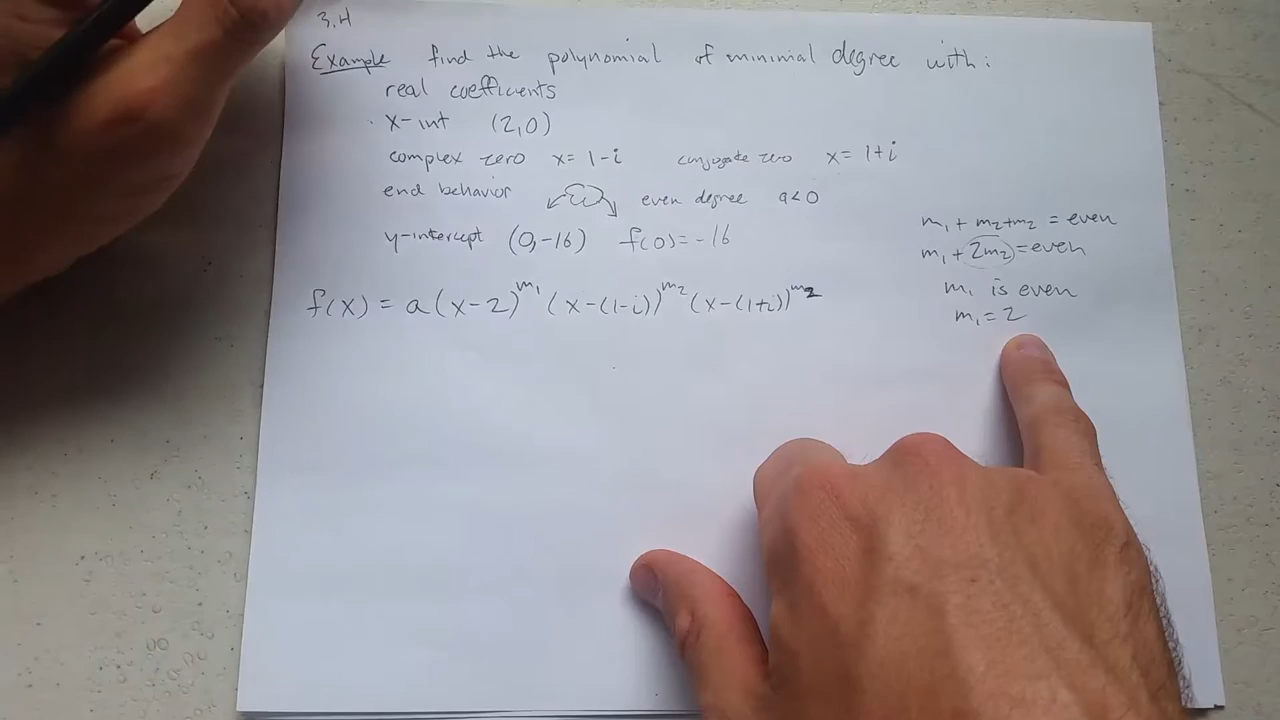 3.4
Example find the polynomial of minimal degree with:
real coefficients
x-int (2,0)
complex zero x = 1-i conjugate zero x = 1+i
end behavior even degree a<0
y-intercept (0,-16) f(0) = -16
f(x) = a(x-2)^m₁ (x-(1-i))^m₂ (x-(1+i))^m₂
m₁ + m₂ + m₂ = even
m₁ + 2m₂ = even
m₁ is even
m₁ = 2